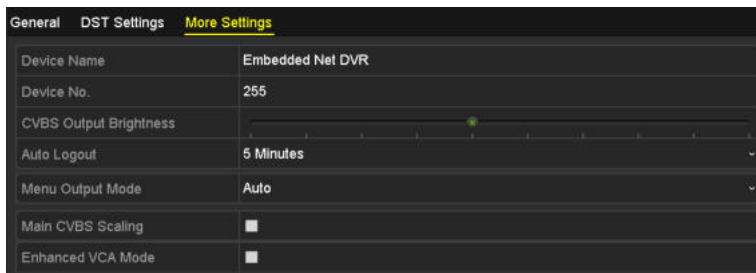 General DST Settings More Settings
Device Name Embedded Net DVR
Device No. 255
CVBS Output Brightness
Auto Logout 5 Minutes
Menu Output Mode Auto
Main CVBS Scaling
Enhanced VCA Mode